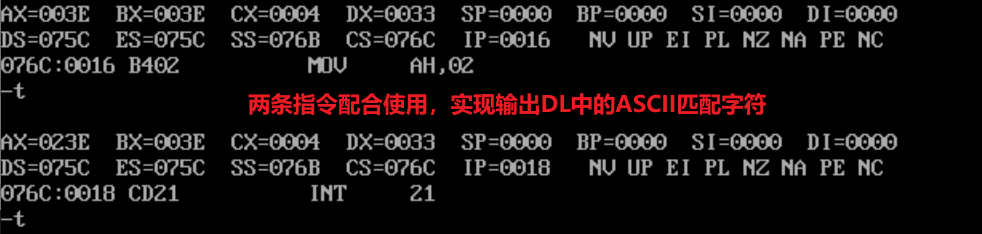 AX=003E BX=003E CX=0004 DX=0033 SP=0000 BP=0000 SI=0000 DI=0000
DS=075C ES=075C SS=076B CS=076C IP=0016 NV UP EI PL NZ NA PE NC
076C:0016 B402 MOV AH,02
-t
两条指令配合使用，实现输出DL中的ASCII匹配字符
AX=023E BX=003E CX=0004 DX=0033 SP=0000 BP=0000 SI=0000 DI=0000
DS=075C ES=075C SS=076B CS=076C IP=0018 NV UP EI PL NZ NA PE NC
076C:0018 CD21 INT 21
-t